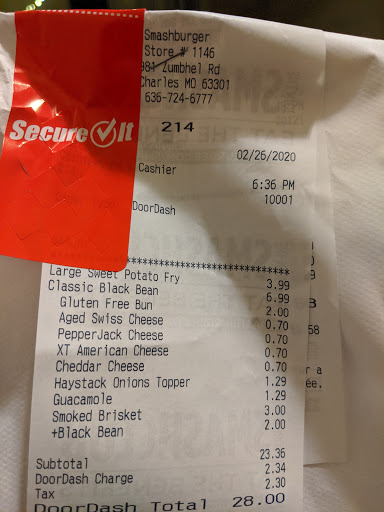 Smashburger
Store # 1146
981 Zumbhel Rd
Charles MO 63301
636-724-6777
Secure It
214
02/26/2020
Cashier
6:36 PM
10001
DoorDash
******************************
Large Sweet Potato Fry 3.99
Classic Black Bean 6.99
Gluten Free Bun 2.00
Aged Swiss Cheese 0.70
PepperJack Cheese 0.70
XT American Cheese 0.70
Cheddar Cheese 0.70
Haystack Onions Topper 1.29
Guacamole 1.29
Smoked Brisket 3.00
+Black Bean 2.00
Subtotal 23.36
DoorDash Charge 2.34
Tax 2.30
DoorDash Total 28.00